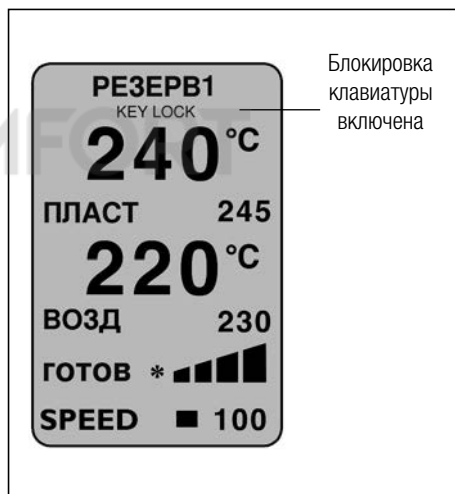 РЕЗЕРВ1
KEY LOCK
240°C
ПЛАСТ 245
220°C
ВОЗД 230
ГОТОВ *
SPEED 100
Блокировка
клавиатуры
включена